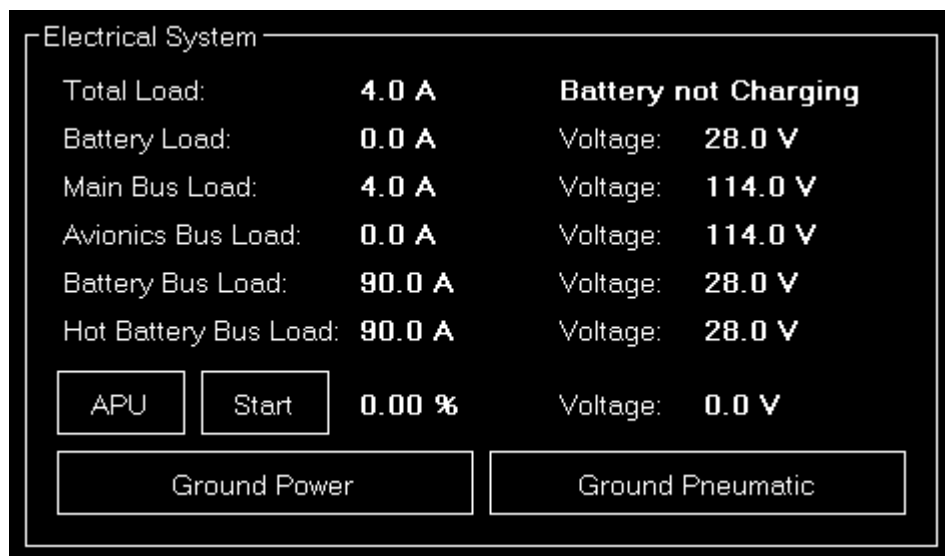 Electrical System
Total Load: 4.0 A Battery not Charging
Battery Load: 0.0 A Voltage: 28.0 V
Main Bus Load: 4.0 A Voltage: 114.0 V
Avionics Bus Load: 0.0 A Voltage: 114.0 V
Battery Bus Load: 90.0 A Voltage: 28.0 V
Hot Battery Bus Load: 90.0 A Voltage: 28.0 V
APU Start 0.00 % Voltage: 0.0 V
Ground Power Ground Pneumatic